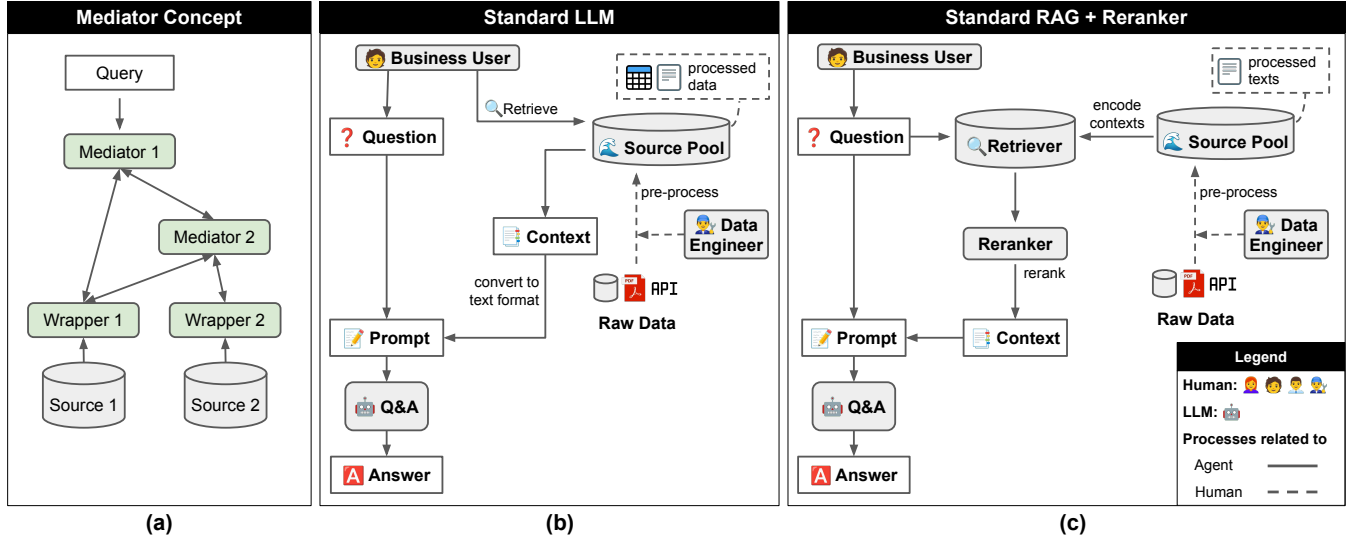 Mediator Concept
Query
Mediator 1
Mediator 2
Wrapper 1
Wrapper 2
Source 1
Source 2
(a)
Standard LLM
Business User
processed
data
Retrieve
Question
Source Pool
pre-process
Context
Data
Engineer
convert to
text format
PDF
API
Raw Data
Prompt
Q&A
A Answer
(b)
Standard RAG + Reranker
Business User
processed
texts
encode
contexts
Question
Retriever
Source Pool
pre-process
Reranker
Data
Engineer
rerank
PDF
API
Raw Data
Prompt
Context
Q&A
A Answer
Legend
Human:
LLM:
Processes related to
Agent
Human
(c)